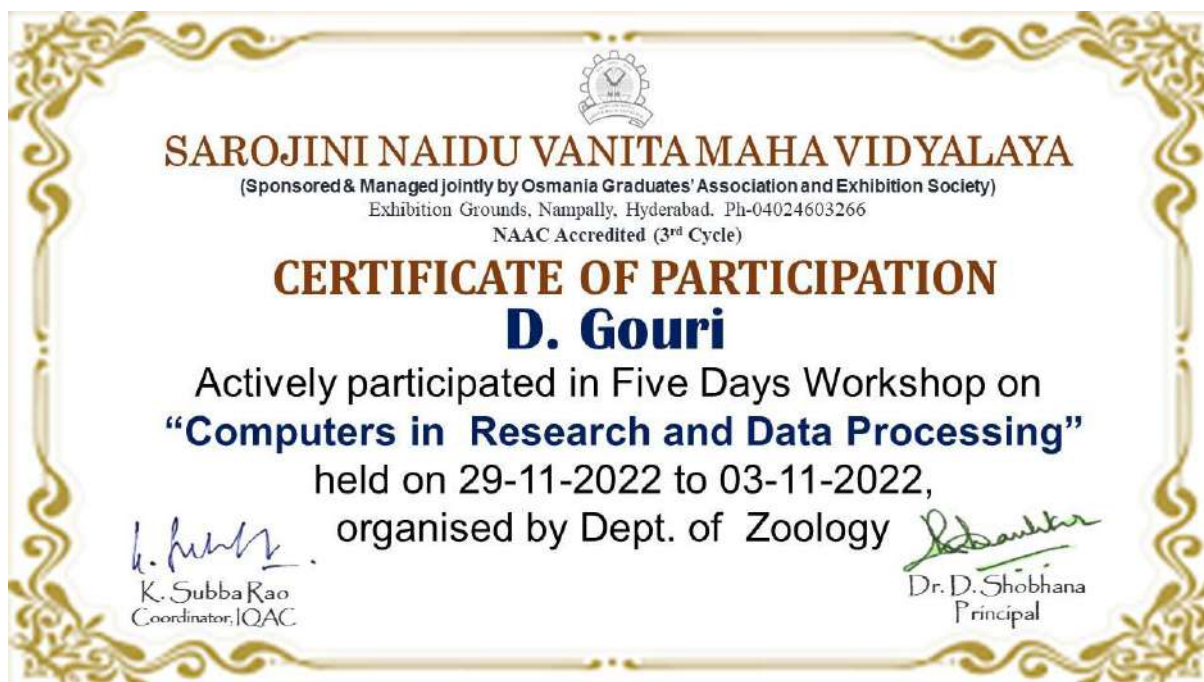 SAROJINI NAIDU VANITA MAHA VIDYALAYA
(Sponsored & Managed jointly by Osmania Graduates' Association and Exhibition Society)
Exhibition Grounds, Nampally, Hyderabad. Ph-04024603266
NAAC Accredited (3rd Cycle)
CERTIFICATE OF PARTICIPATION
D. Gouri
Actively participated in Five Days Workshop on
“Computers in Research and Data Processing”
held on 29-11-2022 to 03-11-2022,
organised by Dept. of Zoology
K. Subba Rao
Coordinator, IQAC
Dr. D. Shobhana
Principal